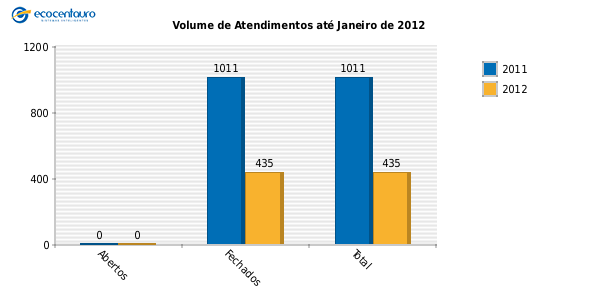 ecocentauro
Volume de Atendimentos até Janeiro de 2012
1200
800
400
0
1011
435
1011
435
0
0
Abertos
Fechados
Total
2011
2012